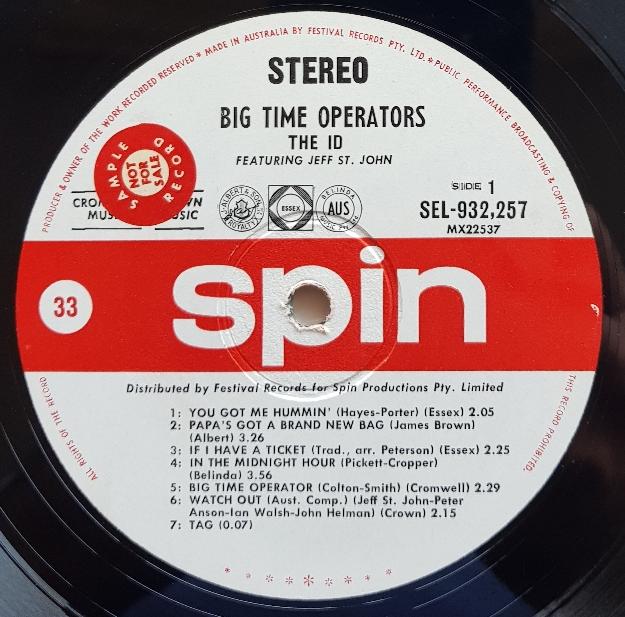 PRODUCER & OWNER OF THE WORK RECORDED RESERVED * MADE IN AUSTRALIA BY FESTIVAL RECORDS PTY. LTD. * PUBLIC PERFORMANCE BROADCASTING & COPYING OF
STEREO
BIG TIME OPERATORS
THE ID
FEATURING JEFF ST. JOHN
SAMPLE RECORD
NOT FOR SALE
ALBERT & SON
ROYALTY
ESSEX
BELINDA
AUS
MUSIC
SIDE 1
SEL-932,257
MX22537
33
spin
Distributed by Festival Records for Spin Productions Pty. Limited
1: YOU GOT ME HUMMIN' (Hayes-Porter) (Essex) 2.05
2: PAPA'S GOT A BRAND NEW BAG (James Brown)
(Albert) 3.26
3: IF I HAVE A TICKET (Trad., arr. Peterson) (Essex) 2.25
4: IN THE MIDNIGHT HOUR (Pickett-Cropper)
(Belinda) 3.56
5: BIG TIME OPERATOR (Colton-Smith) (Cromwell) 2.29
6: WATCH OUT (Aust. Comp.) (Jeff St. John-Peter
Anson-Ian Walsh-John Helman) (Crown) 2.15
7: TAG (0.07)
ALL RIGHTS OF THE RECORD
THIS RECORD PROHIBITED.